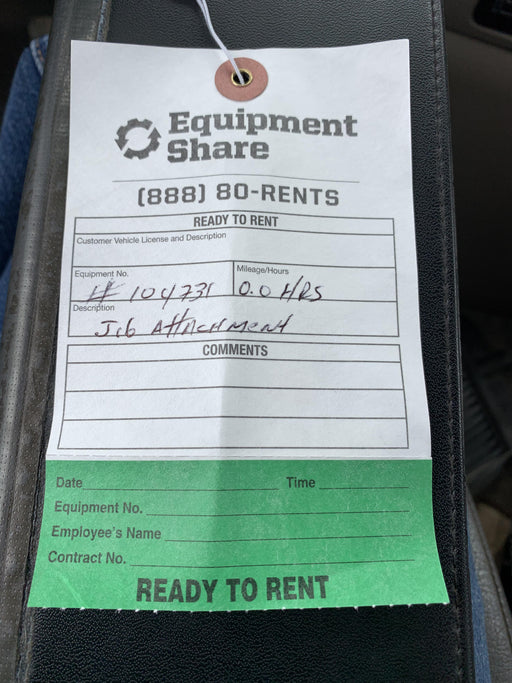 Equipment
Share
(888) 80-RENTS
READY TO RENT
Customer Vehicle License and Description
Equipment No. Mileage/Hours
# 104731 0.0 HRS
Description
Jib Attachment
COMMENTS
Date Time
Equipment No.
Employee's Name
Contract No.
READY TO RENT